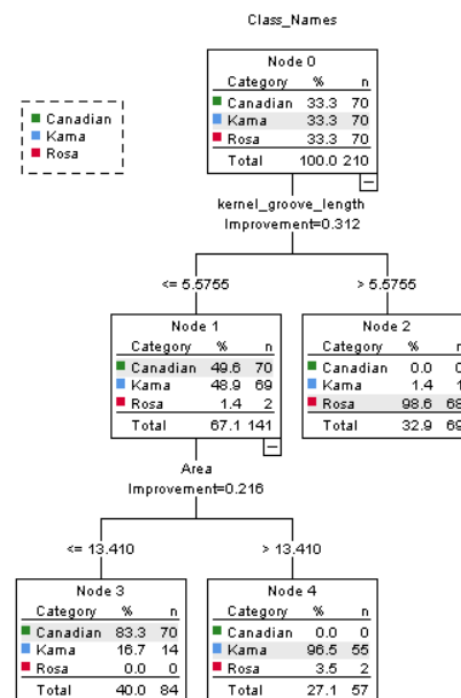 Class_Names
Canadian
Kama
Rosa
Node 0
Category % n
Canadian 33.3 70
Kama 33.3 70
Rosa 33.3 70
Total 100.0 210
kernel_groove_length
Improvement=0.312
<= 5.5755
> 5.5755
Node 1
Category % n
Canadian 49.6 70
Kama 48.9 69
Rosa 1.4 2
Total 67.1 141
Node 2
Category % n
Canadian 0.0 0
Kama 1.4 1
Rosa 98.6 68
Total 32.9 69
Area
Improvement=0.216
<= 13.410
> 13.410
Node 3
Category % n
Canadian 83.3 70
Kama 16.7 14
Rosa 0.0 0
Total 40.0 84
Node 4
Category % n
Canadian 0.0 0
Kama 96.5 55
Rosa 3.5 2
Total 27.1 57